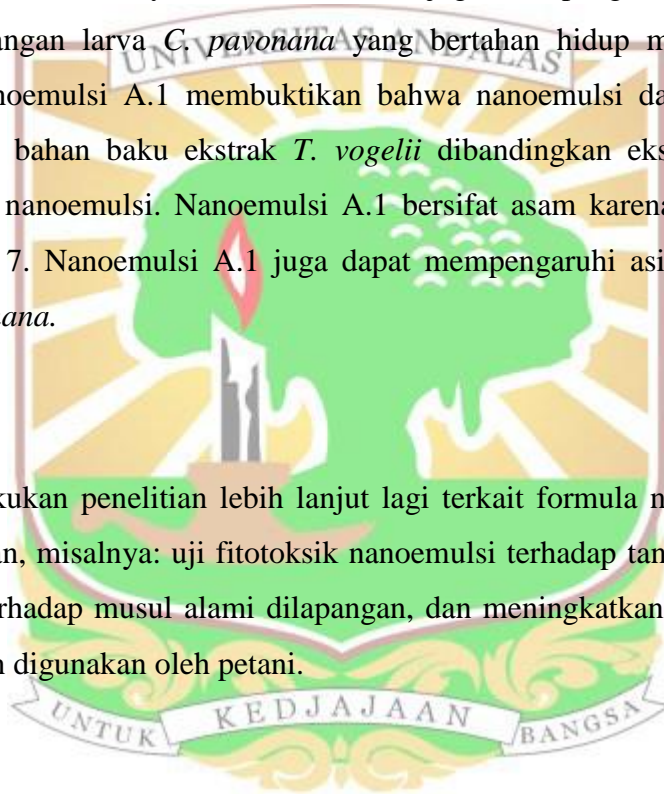 angan larva C. pavonana yang bertahan hidup m
noemulsi A.1 membuktikan bahwa nanoemulsi da
bahan baku ekstrak T. vogelii dibandingkan eks
nanoemulsi. Nanoemulsi A.1 bersifat asam karena
7. Nanoemulsi A.1 juga dapat mempengaruhi asi
ana.
kukan penelitian lebih lanjut lagi terkait formula n
an, misalnya: uji fitotoksik nanoemulsi terhadap tan
rhadap musul alami dilapangan, dan meningkatkan
n digunakan oleh petani.
UNIVERSITAS ANDALAS
UNTUK KEDJAJAAN BANGSA